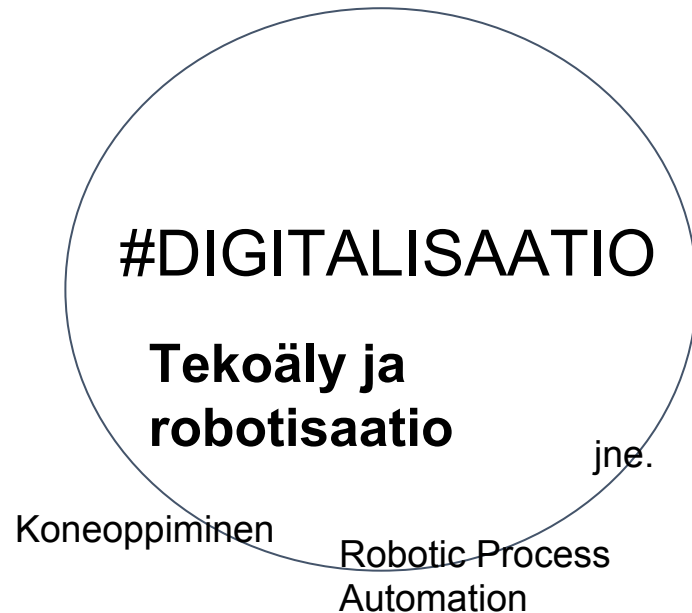 #DIGITALISAATIO
Tekoäly ja
robotisaatio
jne.
Koneoppiminen
Robotic Process
Automation